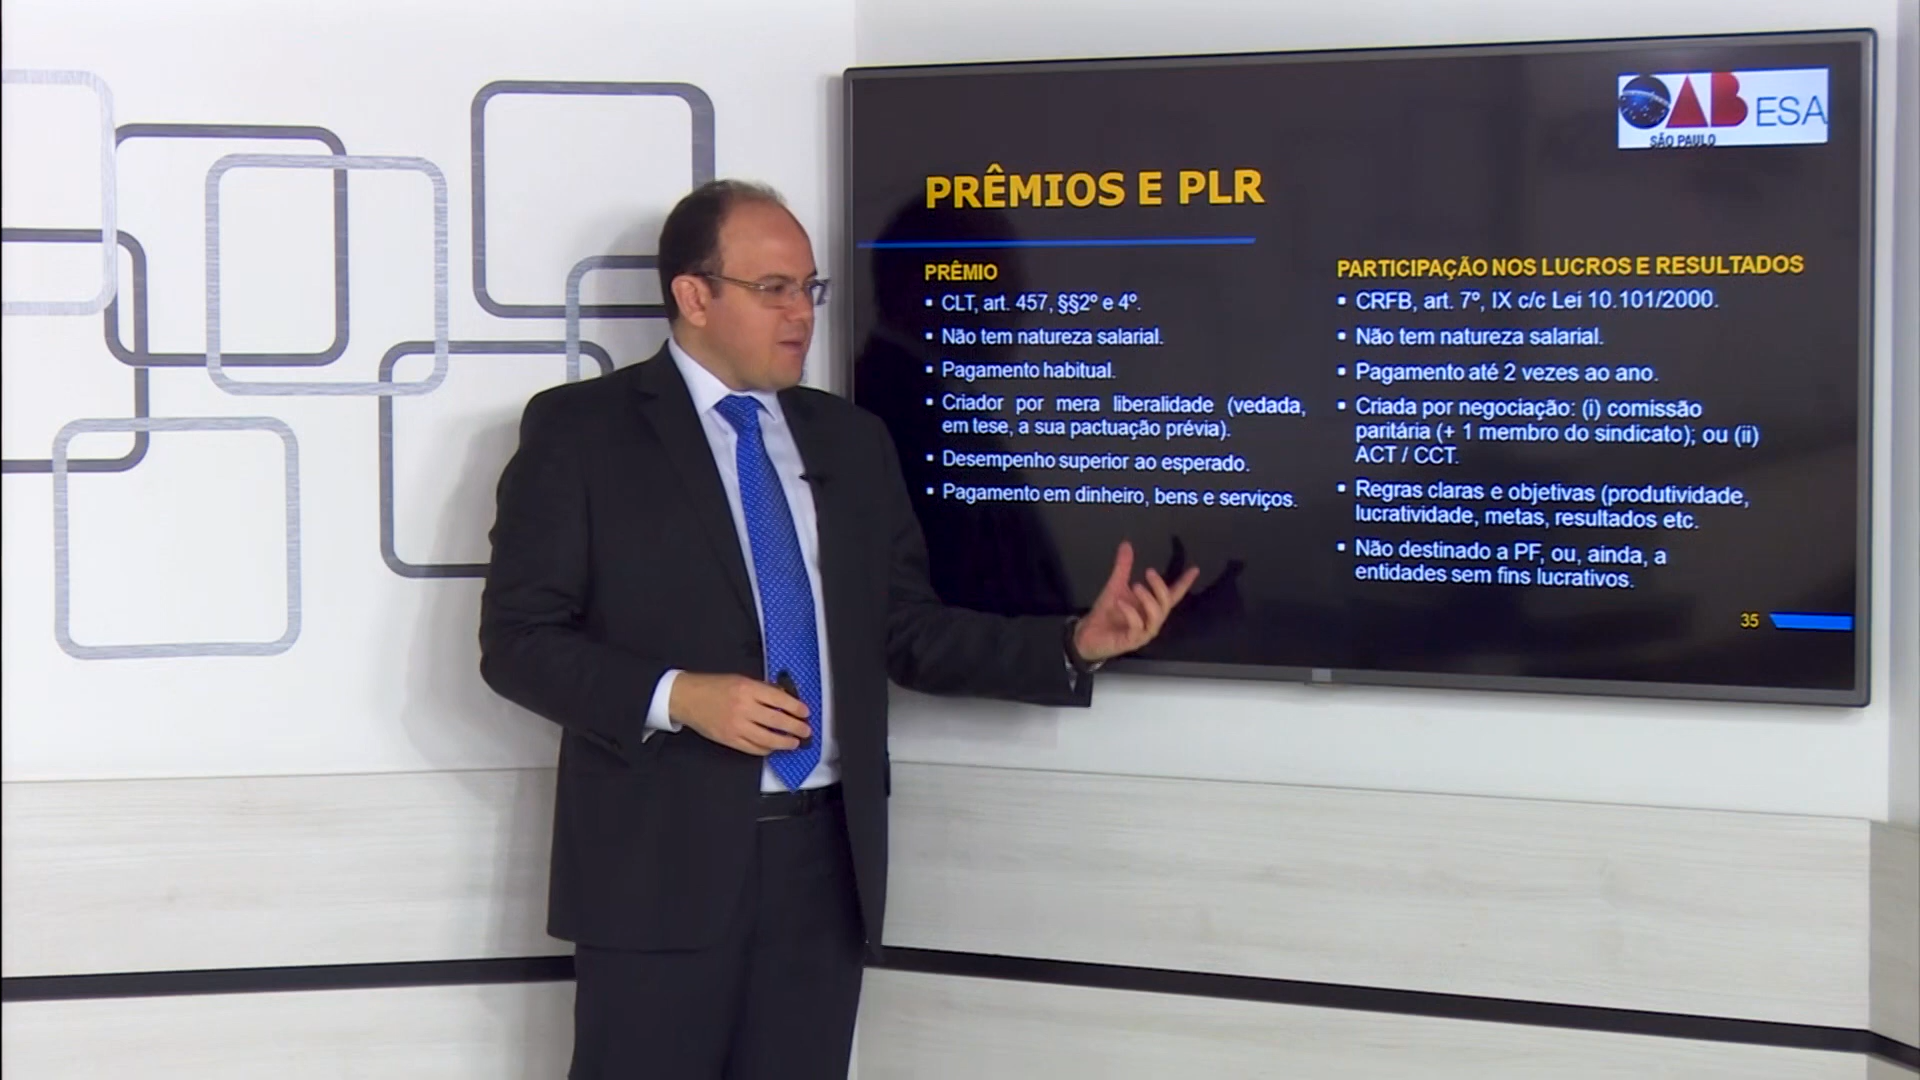 OAB ESA
SÃO PAULO
PRÊMIOS E PLR
PRÊMIO
▪ CLT, art. 457, §§2º e 4º.
▪ Não tem natureza salarial.
▪ Pagamento habitual.
▪ Criador por mera liberalidade (vedada,
em tese, a sua pactuação prévia).
▪ Desempenho superior ao esperado.
▪ Pagamento em dinheiro, bens e serviços.
PARTICIPAÇÃO NOS LUCROS E RESULTADOS
▪ CRFB, art. 7º, IX c/c Lei 10.101/2000.
▪ Não tem natureza salarial.
▪ Pagamento até 2 vezes ao ano.
▪ Criada por negociação: (i) comissão
paritária (+ 1 membro do sindicato); ou (ii)
ACT / CCT.
▪ Regras claras e objetivas (produtividade,
lucratividade, metas, resultados etc.
▪ Não destinado a PF, ou, ainda, a
entidades sem fins lucrativos.
35